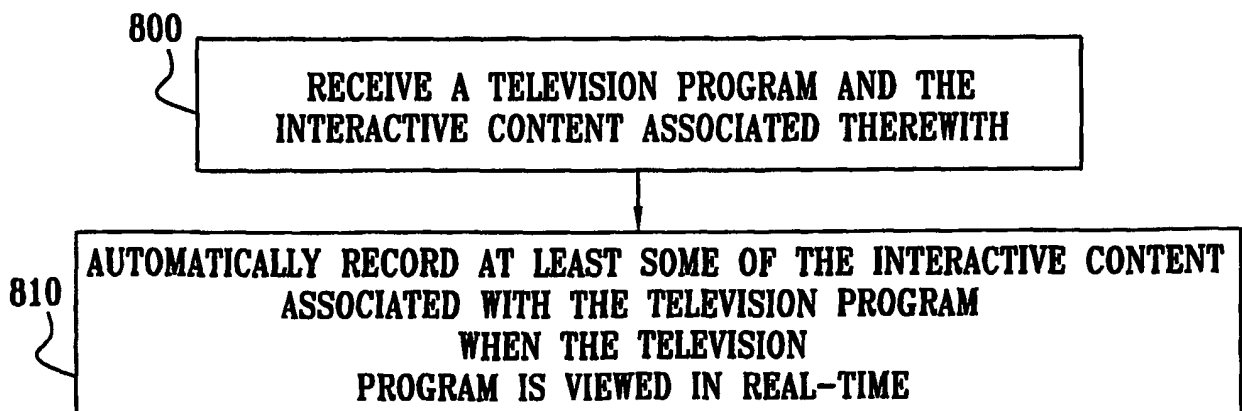 800
RECEIVE A TELEVISION PROGRAM AND THE
INTERACTIVE CONTENT ASSOCIATED THEREWITH
810
AUTOMATICALLY RECORD AT LEAST SOME OF THE INTERACTIVE CONTENT
ASSOCIATED WITH THE TELEVISION PROGRAM
WHEN THE TELEVISION
PROGRAM IS VIEWED IN REAL-TIME